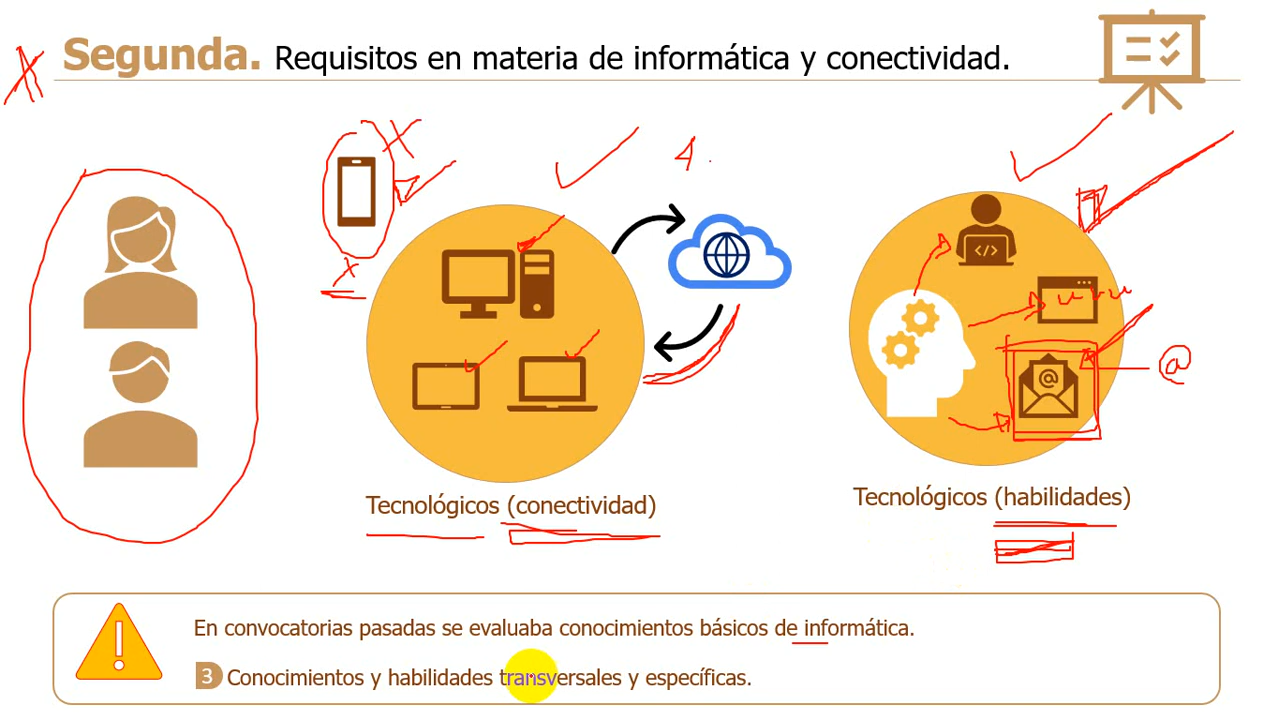 Segunda. Requisitos en materia de informática y conectividad.
4.
</>
@
@
Tecnológicos (conectividad)
Tecnológicos (habilidades)
En convocatorias pasadas se evaluaba conocimientos básicos de informática.
3 Conocimientos y habilidades transversales y específicas.